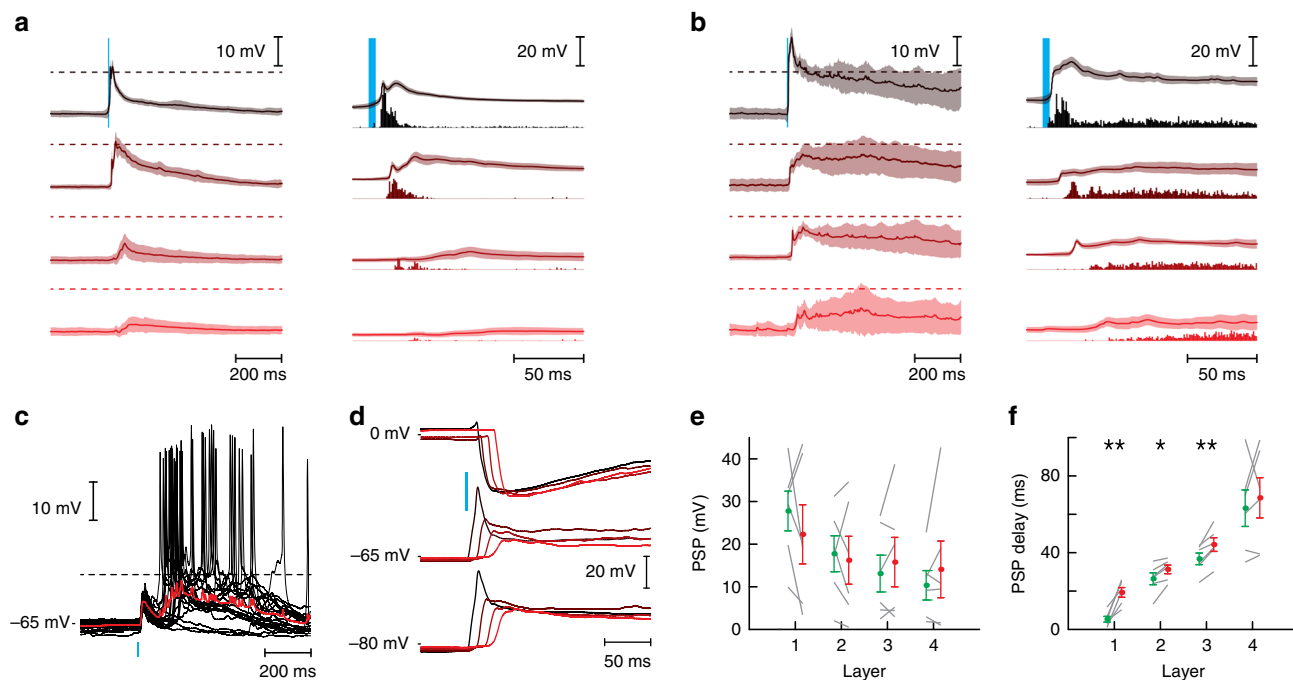 a
10 mV
20 mV
200 ms
50 ms
b
10 mV
20 mV
200 ms
50 ms
c
10 mV
–65 mV
200 ms
d
0 mV
–65 mV
20 mV
–80 mV
50 ms
e
PSP (mV)
40
30
20
10
0
1 2 3 4
Layer
f
** * **
PSP delay (ms)
80
40
0
1 2 3 4
Layer